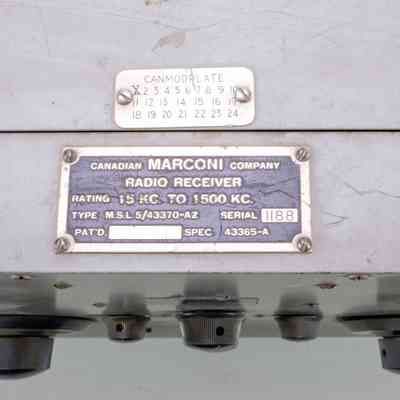 CANMODPLATE
X 2 3 4 5 6 7 8 9 10
11 12 13 14 15 16 17
18 19 20 21 22 23 24
CANADIAN MARCONI COMPANY
RADIO RECEIVER
RATING 15 KC. TO 1500 KC.
TYPE M.S.L 5/43370-A2 SERIAL 1188
PAT'D SPEC. 43365-A